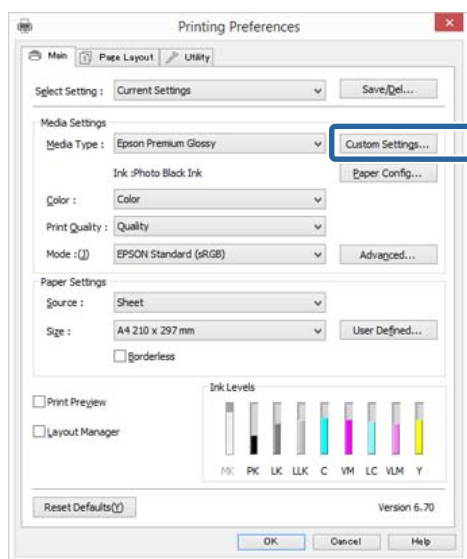 Printing Preferences
Main Page Layout Utility
Select Setting : Current Settings Save/Del...
Media Settings
Media Type : Epson Premium Glossy Custom Settings...
Ink :Photo Black Ink Paper Config...
Color : Color
Print Quality : Quality
Mode :(J) EPSON Standard (sRGB) Advanced...
Paper Settings
Source : Sheet
Size : A4 210 x 297 mm User Defined...
Borderless
Ink Levels
Print Preview
Layout Manager
MK PK LK LLK C VM LC VLM Y
Reset Defaults(Y) Version 6.70
OK Cancel Help